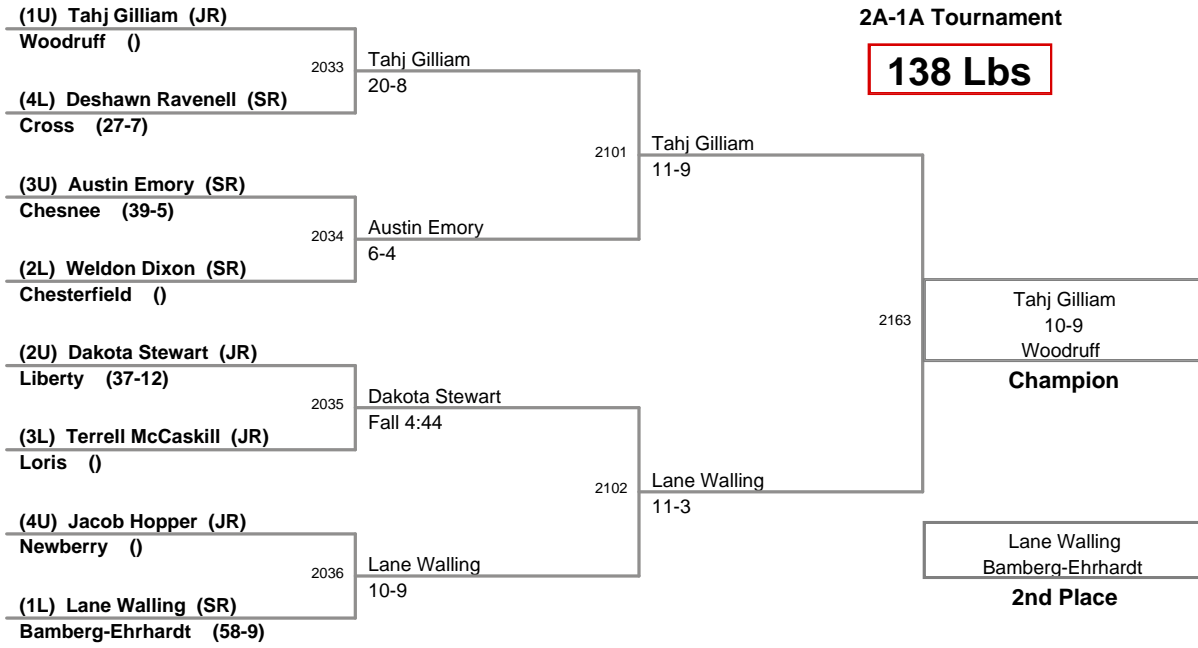 (1U) Tahj Gilliam (JR)
Woodruff ()
2033
(4L) Deshawn Ravenell (SR)
Cross (27-7)
(3U) Austin Emory (SR)
Chesnee (39-5)
2034
(2L) Weldon Dixon (SR)
Chesterfield ()
(2U) Dakota Stewart (JR)
Liberty (37-12)
2035
(3L) Terrell McCaskill (JR)
Loris ()
(4U) Jacob Hopper (JR)
Newberry ()
2036
(1L) Lane Walling (SR)
Bamberg-Ehrhardt (58-9)
Tahj Gilliam
20-8
2101
Austin Emory
6-4
Dakota Stewart
Fall 4:44
2102
Lane Walling
10-9
Tahj Gilliam
11-9
2163
Lane Walling
11-3
2A-1A Tournament
138 Lbs
Tahj Gilliam
10-9
Woodruff
Champion
Lane Walling
Bamberg-Ehrhardt
2nd Place